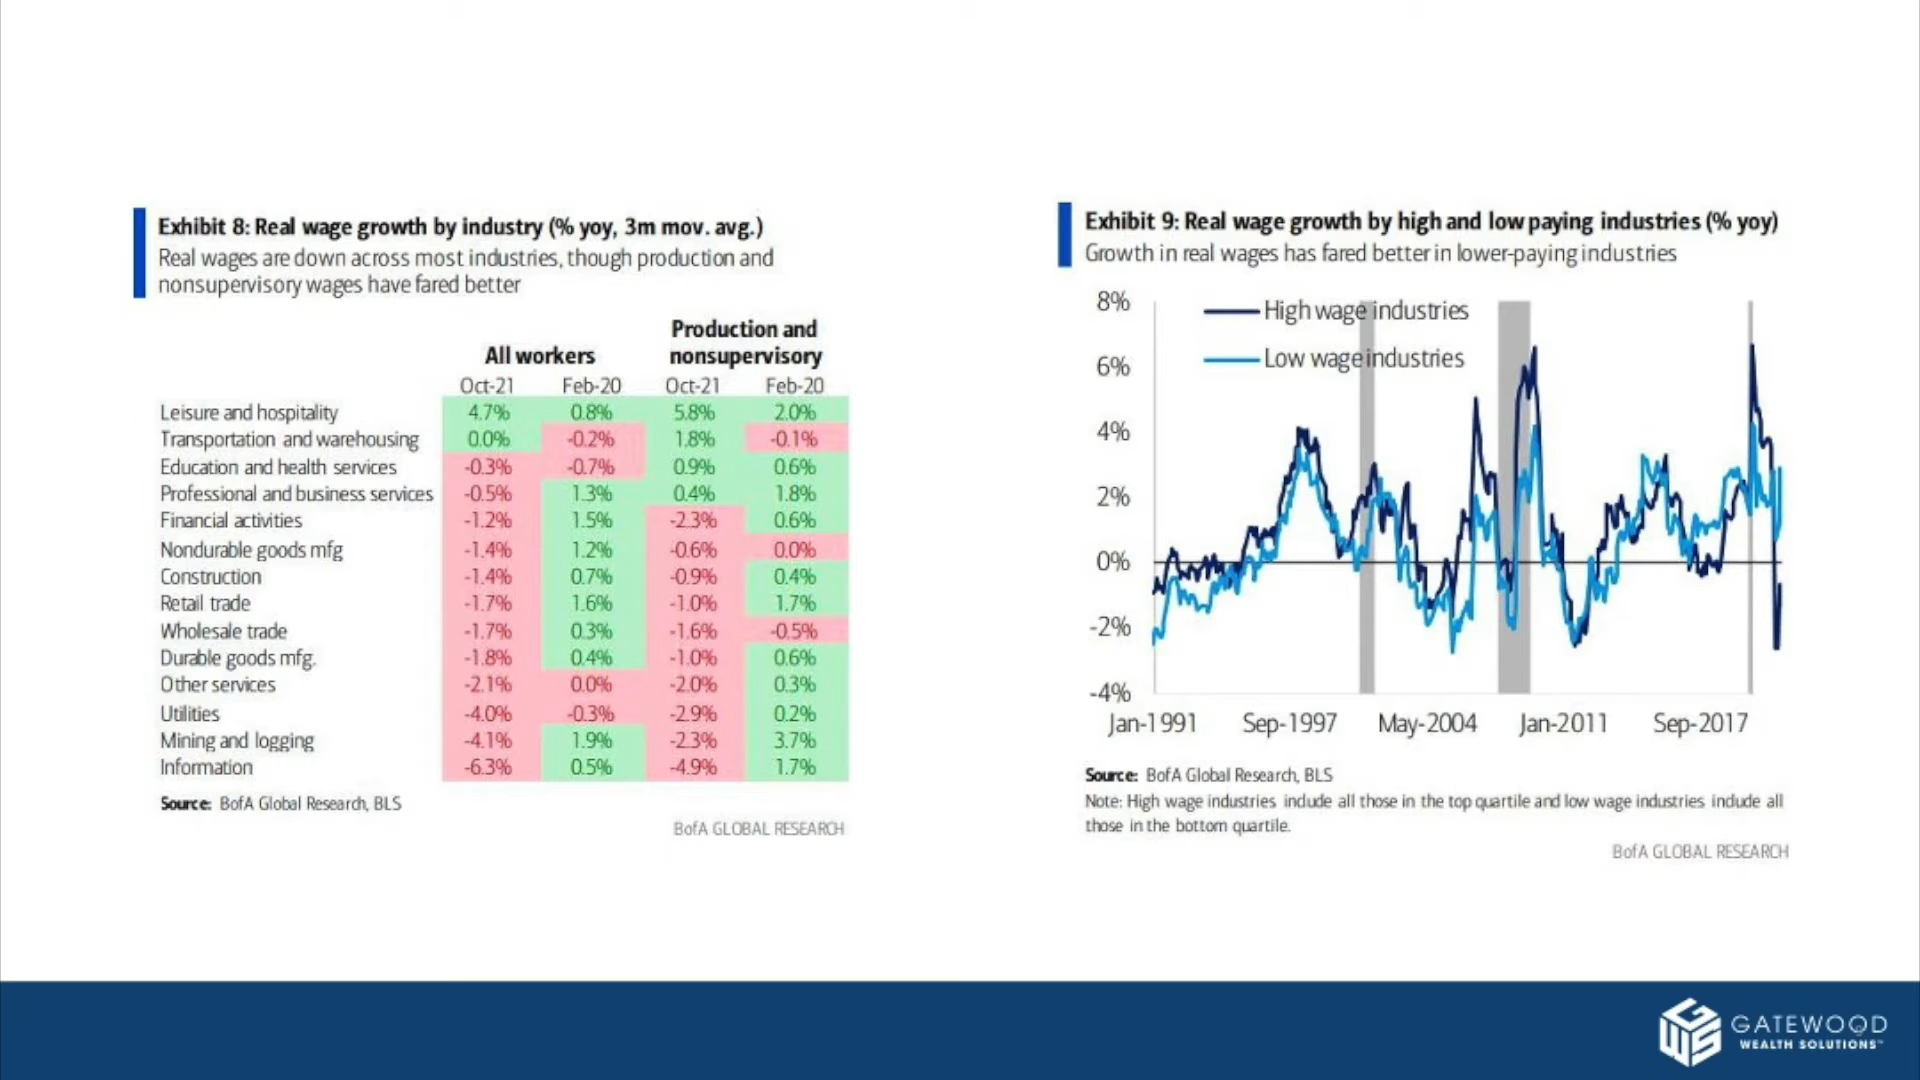 Exhibit 8: Real wage growth by industry (% yoy, 3m mov. avg.)
Real wages are down across most industries, though production and
nonsupervisory wages have fared better
All workers
Production and
nonsupervisory
Oct-21 Feb-20 Oct-21 Feb-20
Leisure and hospitality 4.7% 0.8% 5.8% 2.0%
Transportation and warehousing 0.0% -0.2% 1.8% -0.1%
Education and health services -0.3% -0.7% 0.9% 0.6%
Professional and business services -0.5% 1.3% 0.4% 1.8%
Financial activities -1.2% 1.5% -2.3% 0.6%
Nondurable goods mfg -1.4% 1.2% -0.6% 0.0%
Construction -1.4% 0.7% -0.9% 0.4%
Retail trade -1.7% 1.6% -1.0% 1.7%
Wholesale trade -1.7% 0.3% -1.6% -0.5%
Durable goods mfg. -1.8% 0.4% -1.0% 0.6%
Other services -2.1% 0.0% -2.0% 0.3%
Utilities -4.0% -0.3% -2.9% 0.2%
Mining and logging -4.1% 1.9% -2.3% 3.7%
Information -6.3% 0.5% -4.9% 1.7%
Source: BofA Global Research, BLS
BofA GLOBAL RESEARCH
Exhibit 9: Real wage growth by high and low paying industries (% yoy)
Growth in real wages has fared better in lower-paying industries
High wage industries
Low wage industries
8%
6%
4%
2%
0%
-2%
-4%
Jan-1991 Sep-1997 May-2004 Jan-2011 Sep-2017
Source: BofA Global Research, BLS
Note: High wage industries include all those in the top quartile and low wage industries include all
those in the bottom quartile.
BofA GLOBAL RESEARCH
GWS
GATEWOOD
WEALTH SOLUTIONS™